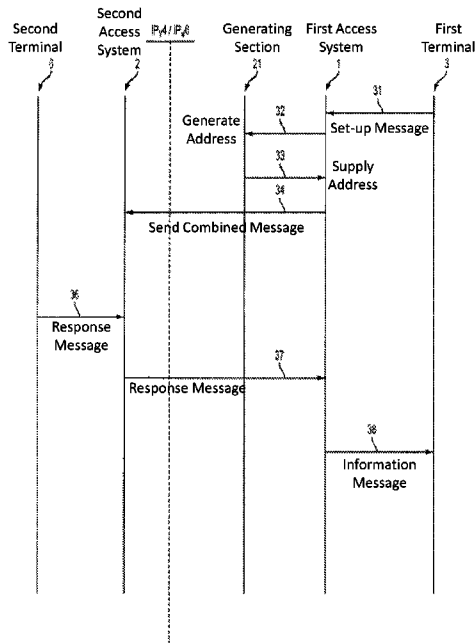 Second Terminal
6
Second Access System
2
IPv4 / IPv6
Generating Section
21
First Access System
1
First Terminal
3
31
Set-up Message
32
Generate Address
33
Supply Address
34
Send Combined Message
36
Response Message
37
Response Message
38
Information Message